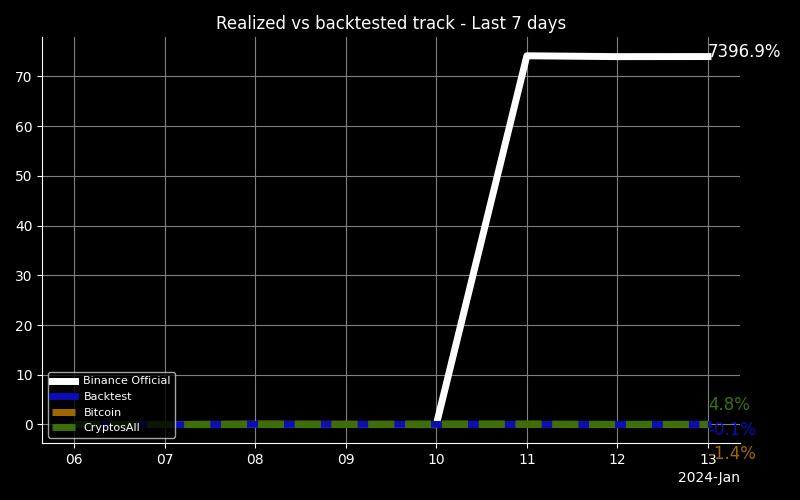 Realized vs backtested track - Last 7 days
7396.9%
70
60
50
40
30
20
10
0
Binance Official
Backtest
Bitcoin
CryptosAll
4.8%
-0.1%
-1.4%
06 07 08 09 10 11 12 13
2024-Jan